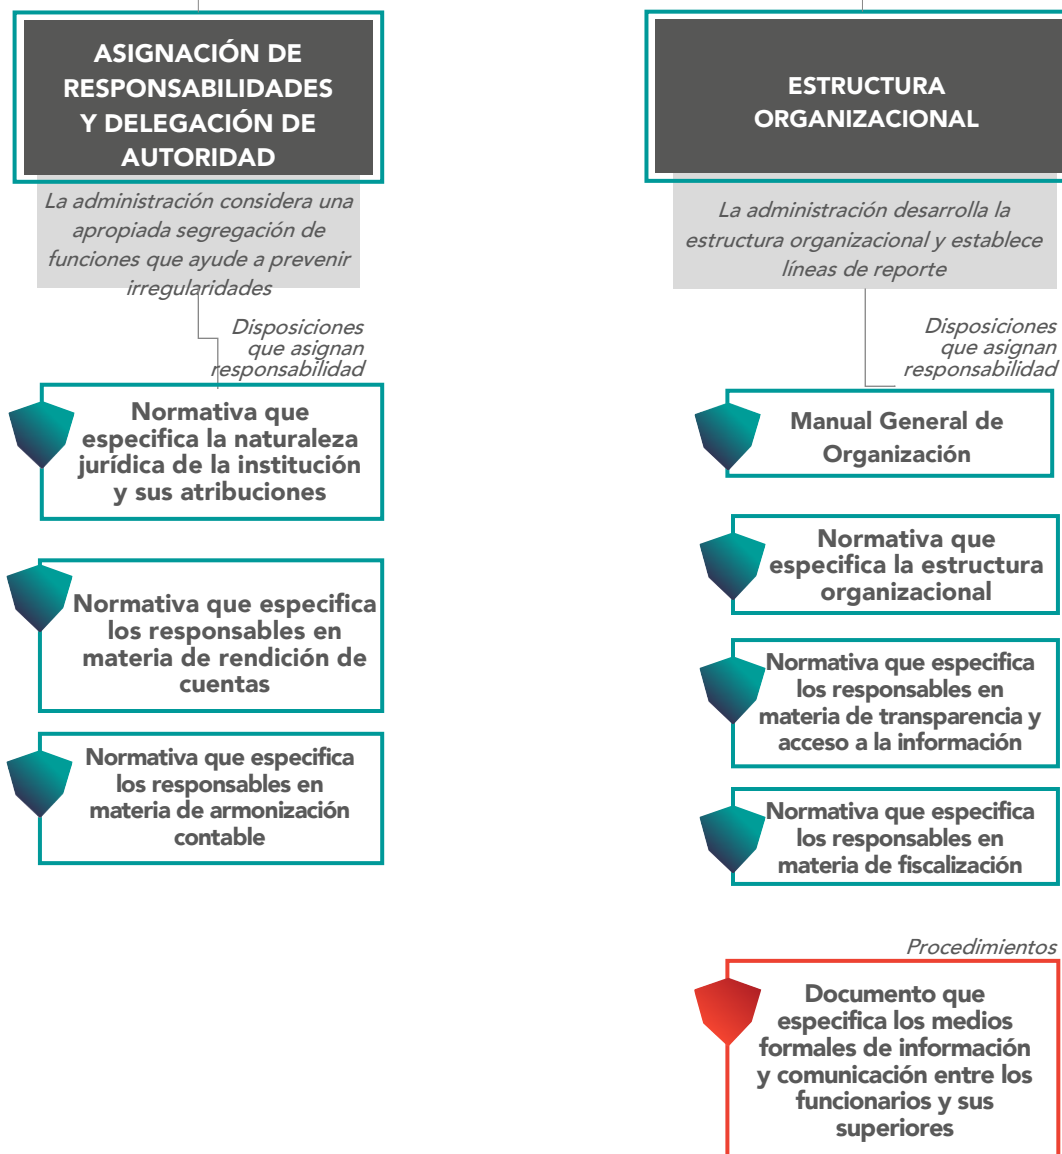 ASIGNACIÓN DE
RESPONSABILIDADES
Y DELEGACIÓN DE
AUTORIDAD
La administración considera una
apropiada segregación de
funciones que ayude a prevenir
irregularidades
Disposiciones
que asignan
responsabilidad
Normativa que
especifica la naturaleza
jurídica de la institución
y sus atribuciones
Normativa que especifica
los responsables en
materia de rendición de
cuentas
Normativa que especifica
los responsables en
materia de armonización
contable
ESTRUCTURA
ORGANIZACIONAL
La administración desarrolla la
estructura organizacional y establece
líneas de reporte
Disposiciones
que asignan
responsabilidad
Manual General de
Organización
Normativa que
especifica la estructura
organizacional
Normativa que especifica
los responsables en
materia de transparencia y
acceso a la información
Normativa que especifica
los responsables en
materia de fiscalización
Procedimientos
Documento que
especifica los medios
formales de información
y comunicación entre los
funcionarios y sus
superiores